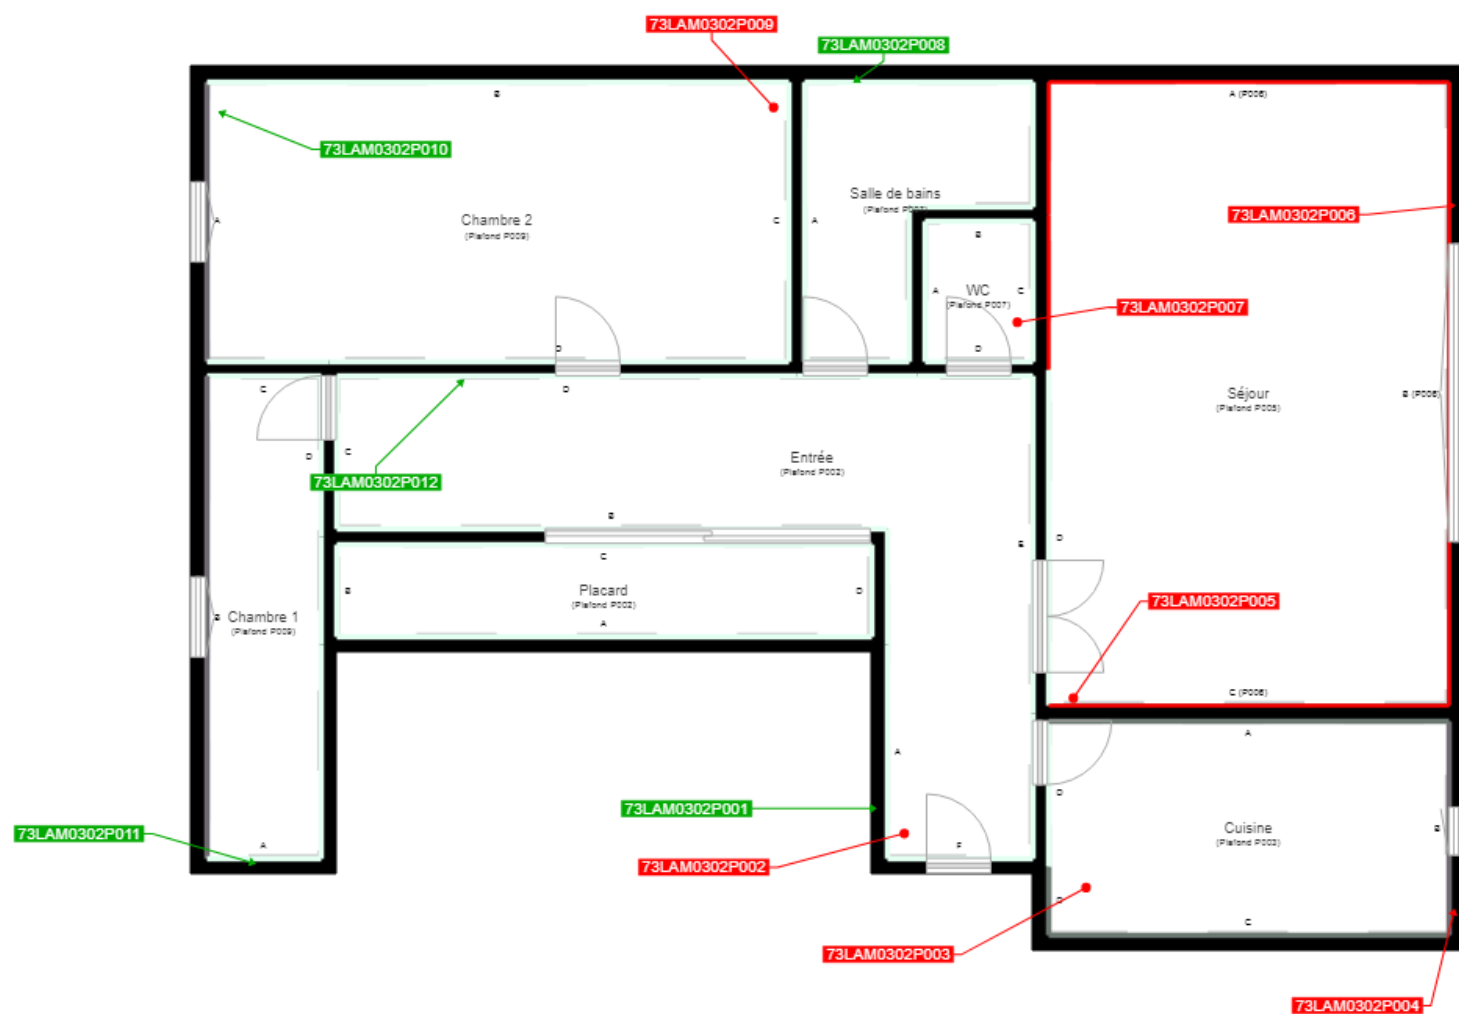 73LAM0302P009
73LAM0302P008
B
A (P006)
73LAM0302P010
Salle de bains
73LAM0302P006
Chambre 2
(Plafond P009)
A
C
A
B
WC
(Plafond P007)
A
C
73LAM0302P007
D
D
C
D
Séjour
(Plafond P005)
B (P006)
C
D
Entrée
(Plafond P002)
73LAM0302P012
B
E
D
C
Placard
(Plafond P002)
B
D
A
73LAM0302P005
Chambre 1
(Plafond P009)
B
C (P006)
A
A
73LAM0302P001
D
Cuisine
(Plafond P003)
B
73LAM0302P011
A
F
73LAM0302P002
D
C
73LAM0302P003
73LAM0302P004